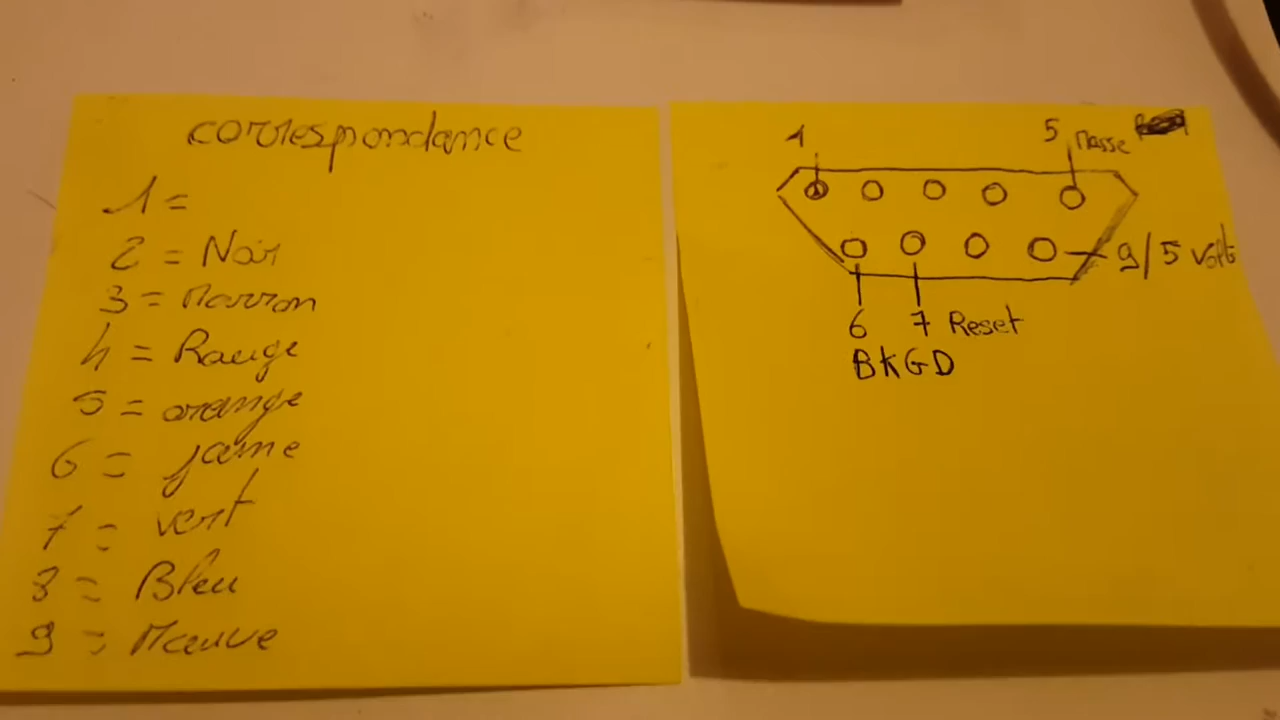 correspondance
1 =
2 = Noir
3 = Marron
4 = Rouge
5 = orange
6 = jaune
7 = vert
8 = Bleu
9 = Mauve
1
5 Masse
9/5 volts
6 7 Reset
BKGD